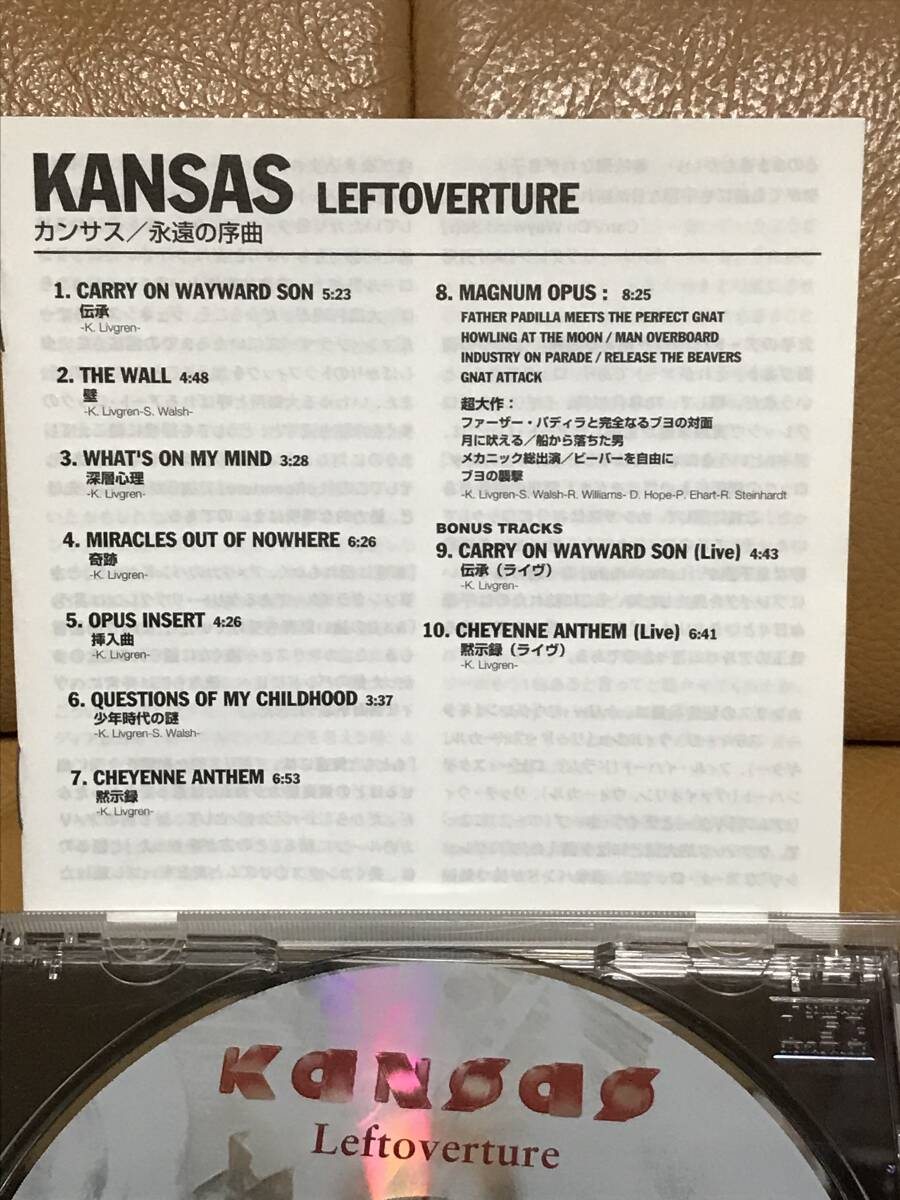 KANSAS LEFTOVERTURE
カンサス／永遠の序曲
1. CARRY ON WAYWARD SON 5:23
伝承
-K. Livgren-
2. THE WALL 4:48
壁
-K. Livgren-S. Walsh-
3. WHAT'S ON MY MIND 3:28
深層心理
-K. Livgren-
4. MIRACLES OUT OF NOWHERE 6:26
奇跡
-K. Livgren-
5. OPUS INSERT 4:26
挿入曲
-K. Livgren-
6. QUESTIONS OF MY CHILDHOOD 3:37
少年時代の謎
-K. Livgren-S. Walsh-
7. CHEYENNE ANTHEM 6:53
黙示録
-K. Livgren-
8. MAGNUM OPUS : 8:25
FATHER PADILLA MEETS THE PERFECT GNAT
HOWLING AT THE MOON / MAN OVERBOARD
INDUSTRY ON PARADE / RELEASE THE BEAVERS
GNAT ATTACK
超大作：
ファーザー・パディラと完全なるブヨの対面
月に吠える／船から落ちた男
メカニック総出演／ビーバーを自由に
ブヨの襲撃
-K. Livgren-S. Walsh-R. Williams- D. Hope-P. Ehart-R. Steinhardt
BONUS TRACKS
9. CARRY ON WAYWARD SON (Live) 4:43
伝承（ライヴ）
-K. Livgren-
10. CHEYENNE ANTHEM (Live) 6:41
黙示録（ライヴ）
-K. Livgren-
KANSAS
Leftoverture